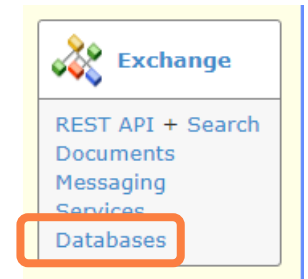 Exchange
REST API + Search
Documents
Messaging
Services
Databases